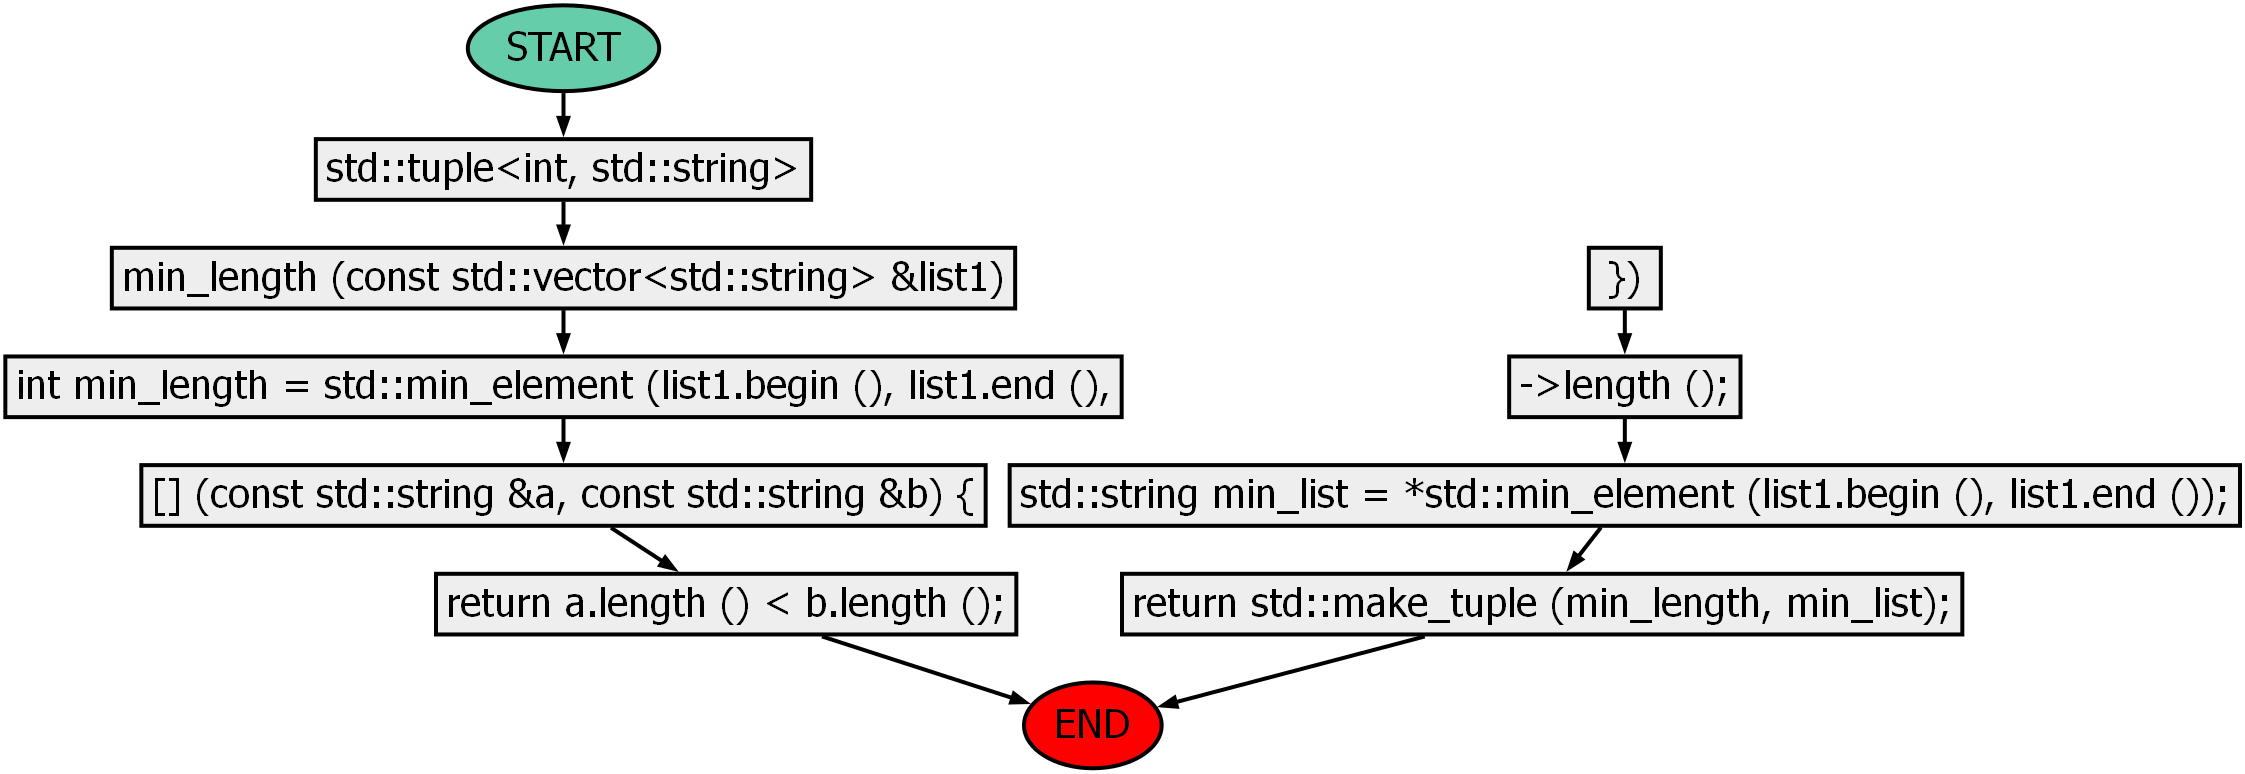 START
std::tuple<int, std::string>
min_length (const std::vector<std::string> &list1)
int min_length = std::min_element (list1.begin (), list1.end (),
[] (const std::string &a, const std::string &b) {
return a.length () < b.length ();
})
->length ();
std::string min_list = *std::min_element (list1.begin (), list1.end ());
return std::make_tuple (min_length, min_list);
END